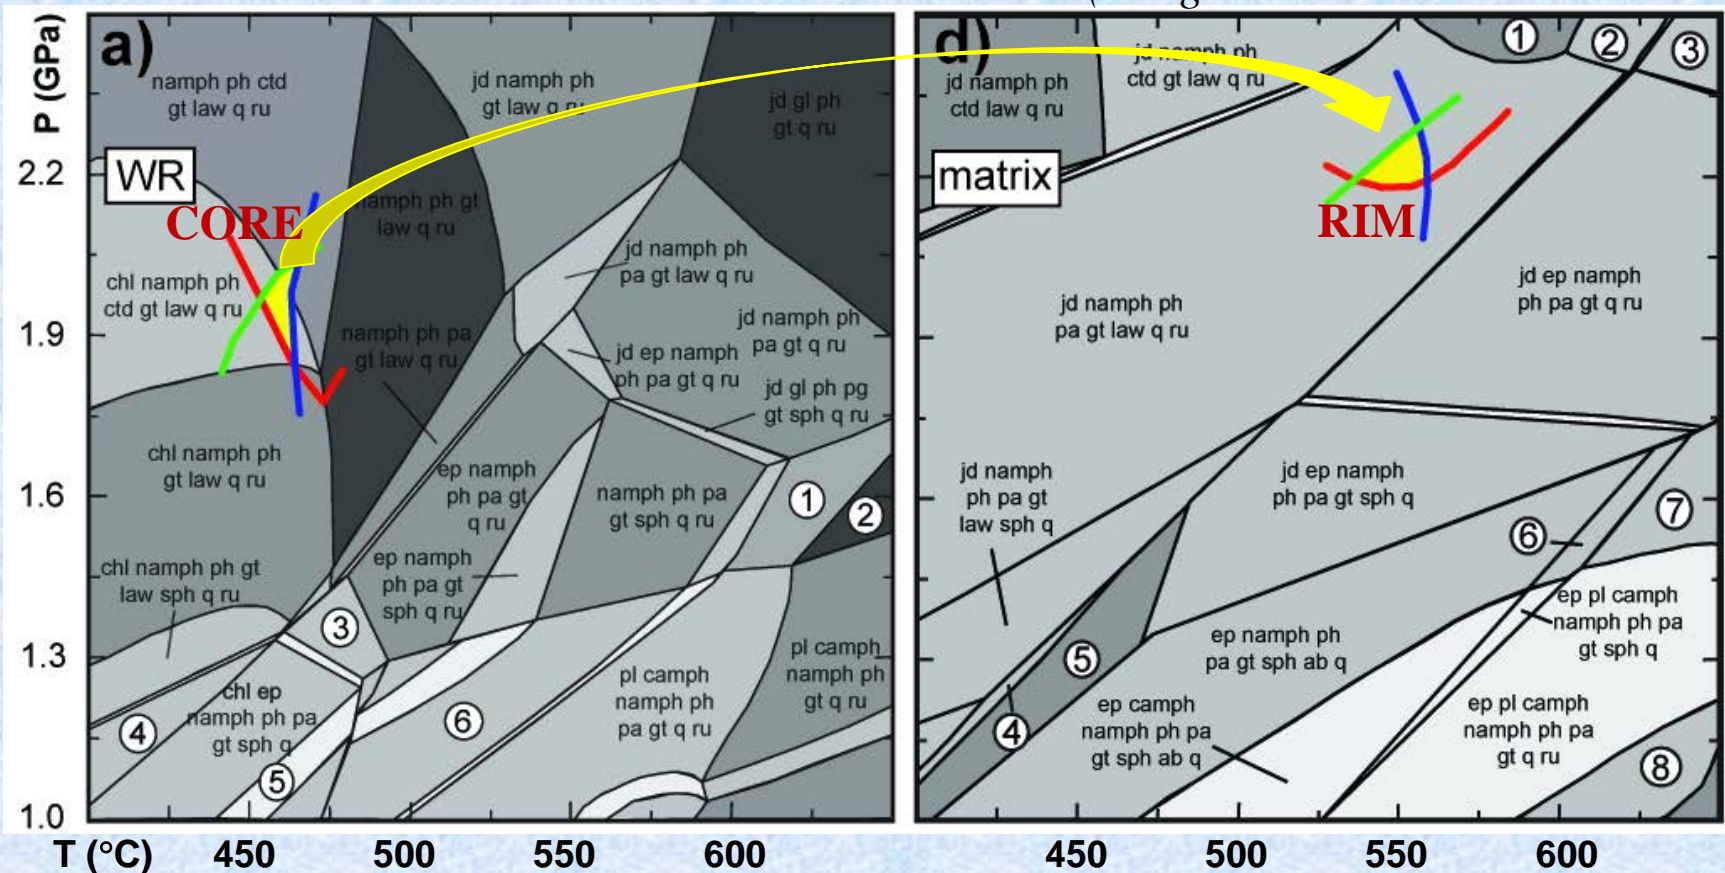 P (GPa)
2.2
1.9
1.6
1.3
1.0
a)
WR
CORE
namph ph ctd
gt law q ru
jd namph ph
gt law q ru
jd gl ph
gt q ru
namph ph gt
law q ru
chl namph ph
ctd gt law q ru
jd namph ph
pa gt law q ru
namph ph pa
gt law q ru
jd namph ph
pa gt q ru
jd ep namph
ph pa gt q ru
jd gl ph pg
gt sph q ru
chl namph ph
gt law q ru
ep namph
ph pa gt
q ru
namph ph pa
gt sph q ru
1
2
chl namph ph gt
law sph q ru
ep namph
ph pa gt
sph q ru
3
chl ep
namph ph pa
gt sph q
4
5
6
pl camph
namph ph
pa gt q ru
pl camph
namph ph
gt q ru
d)
matrix
RIM
jd namph ph
ctd law q ru
jd namph ph
ctd gt law q ru
1
2
3
jd namph ph
pa gt law q ru
jd ep namph
ph pa gt q ru
jd namph
ph pa gt
law sph q
jd ep namph
ph pa gt sph q
6
7
5
4
ep namph ph
pa gt sph ab q
ep pl camph
namph ph pa
gt sph q
ep camph
namph ph pa
gt sph ab q
ep pl camph
namph ph pa
gt q ru
8
T (°C) 450 500 550 600 450 500 550 600